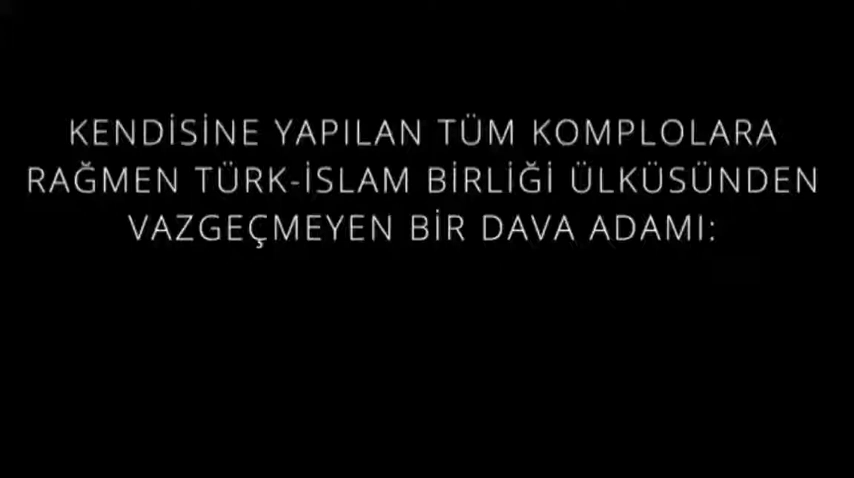 KENDİSİNE YAPILAN TÜM KOMPLOLARA
RAĞMEN TÜRK-İSLAM BİRLİĞİ ÜLKÜSÜNDEN
VAZGEÇMEYEN BİR DAVA ADAMI: